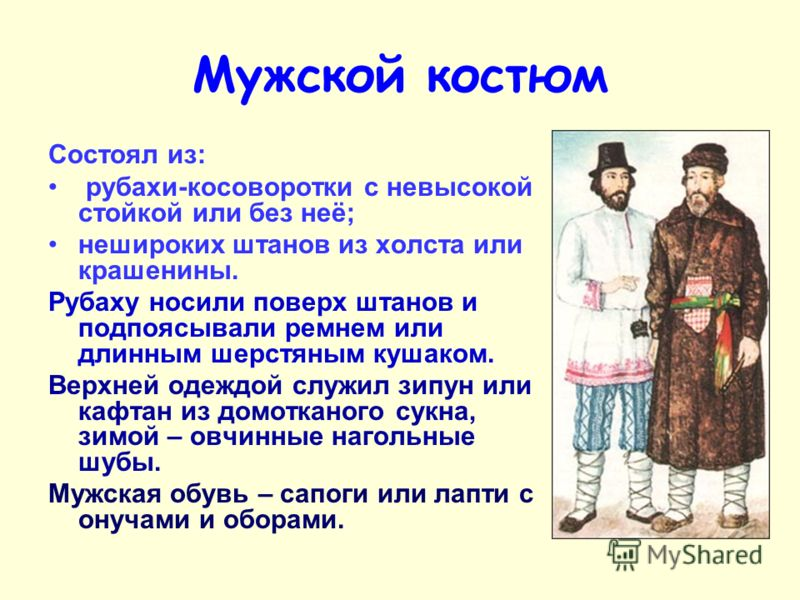 Мужской костюм
Состоял из:
• рубахи-косоворотки с невысокой
стойкой или без неё;
• нешироких штанов из холста или
крашенины.
Рубаху носили поверх штанов и
подпоясывали ремнем или
длинным шерстяным кушаком.
Верхней одеждой служил зипун или
кафтан из домотканого сукна,
зимой – овчинные нагольные
шубы.
Мужская обувь – сапоги или лапти с
онучами и оборами.
MyShared